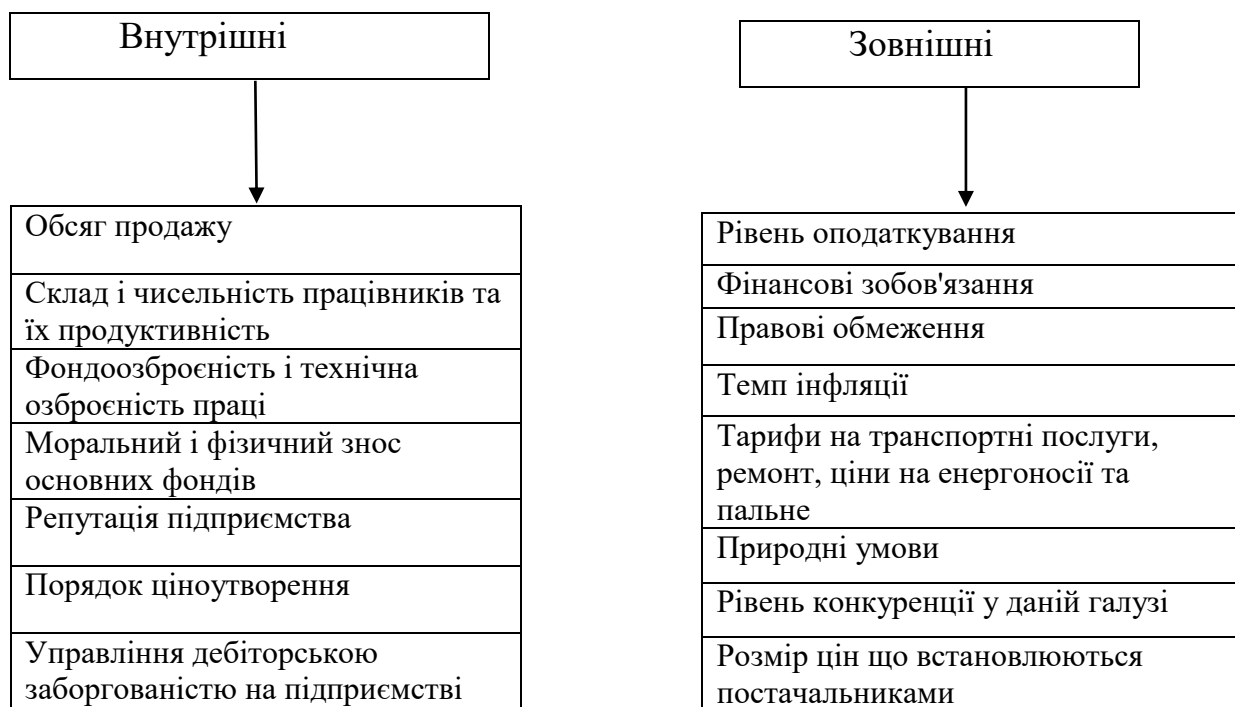 Внутрішні
Обсяг продажу
Склад і чисельність працівників та
їх продуктивність
Фондоозброєність і технічна
озброєність праці
Моральний і фізичний знос
основних фондів
Репутація підприємства
Порядок ціноутворення
Управління дебіторською
заборгованістю на підприємстві
Зовнішні
Рівень оподаткування
Фінансові зобов'язання
Правові обмеження
Темп інфляції
Тарифи на транспортні послуги,
ремонт, ціни на енергоносії та
пальне
Природні умови
Рівень конкуренції у даній галузі
Розмір цін що встановлюються
постачальниками